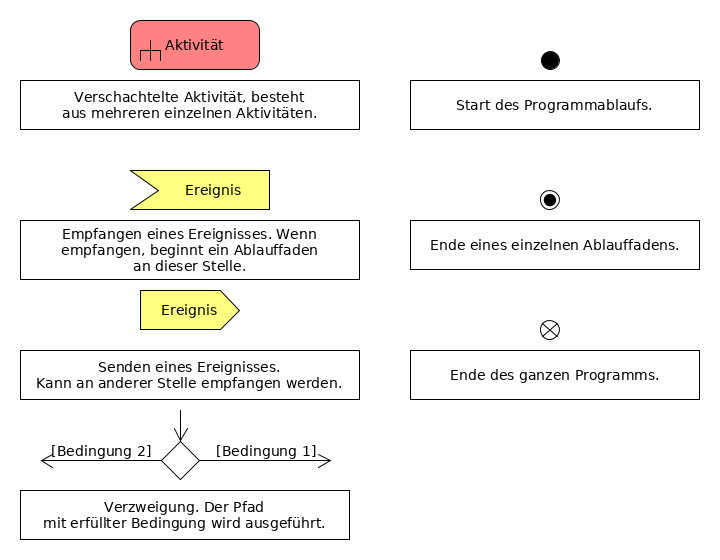 Aktivität
Verschachtelte Aktivität, besteht
aus mehreren einzelnen Aktivitäten.
Start des Programmablaufs.
Ereignis
Empfangen eines Ereignisses. Wenn
empfangen, beginnt ein Ablauffaden
an dieser Stelle.
Ende eines einzelnen Ablauffadens.
Ereignis
Senden eines Ereignisses.
Kann an anderer Stelle empfangen werden.
Ende des ganzen Programms.
[Bedingung 2]
[Bedingung 1]
Verzweigung. Der Pfad
mit erfüllter Bedingung wird ausgeführt.